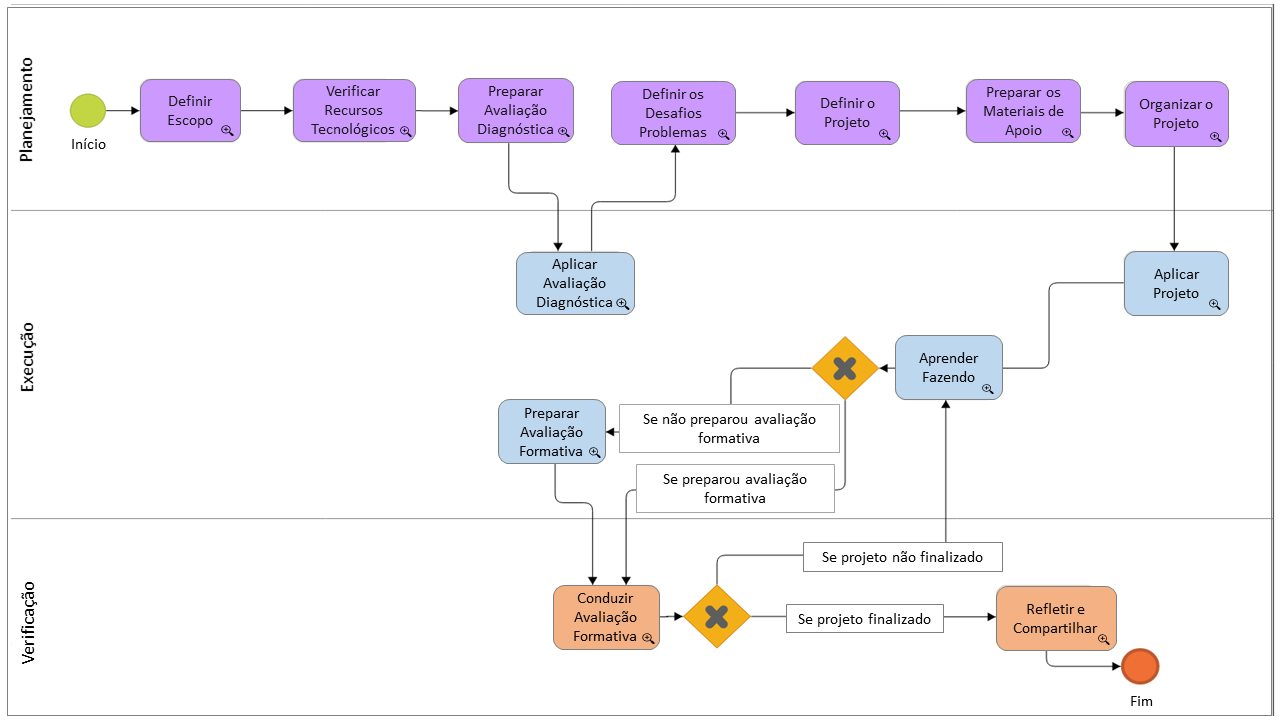 Planejamento
Início
Definir
Escopo
Verificar
Recursos
Tecnológicos
Preparar
Avaliação
Diagnóstica
Definir os
Desafios
Problemas
Definir o
Projeto
Preparar os
Materiais de
Apoio
Organizar o
Projeto
Execução
Aplicar
Avaliação
Diagnóstica
Aplicar
Projeto
Aprender
Fazendo
Se não preparou avaliação
formativa
Preparar
Avaliação
Formativa
Se preparou avaliação
formativa
Verificação
Se projeto não finalizado
Conduzir
Avaliação
Formativa
Se projeto finalizado
Refletir e
Compartilhar
Fim